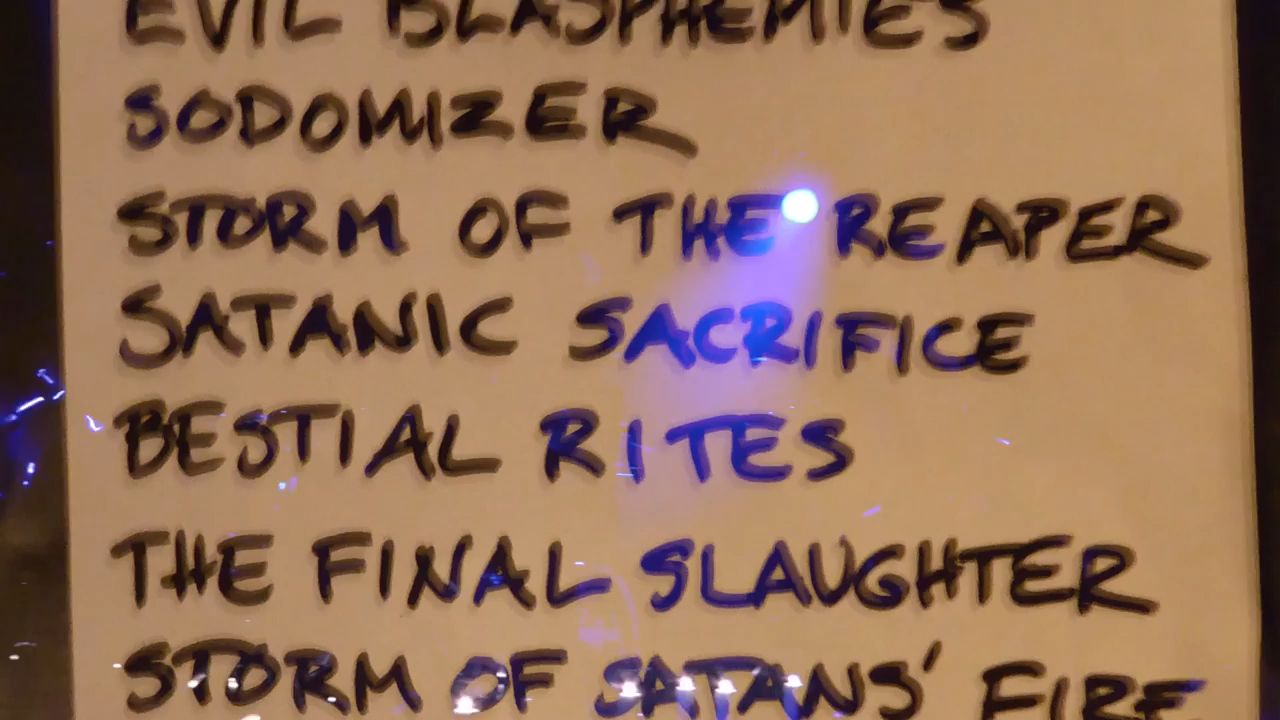 EVIL BLASPHEMIES
SODOMIZER
STORM OF THE REAPER
SATANIC SACRIFICE
BESTIAL RITES
THE FINAL SLAUGHTER
STORM OF SATANS' FIRE